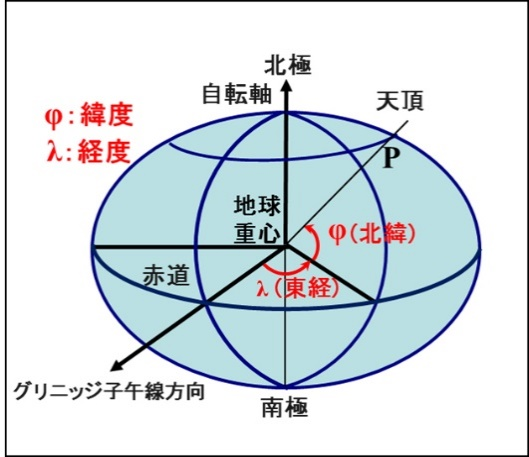 北極
自転軸
天頂
φ：緯度
λ：経度
P
地球
重心
φ(北緯)
赤道
λ(東経)
グリニッジ子午線方向
南極